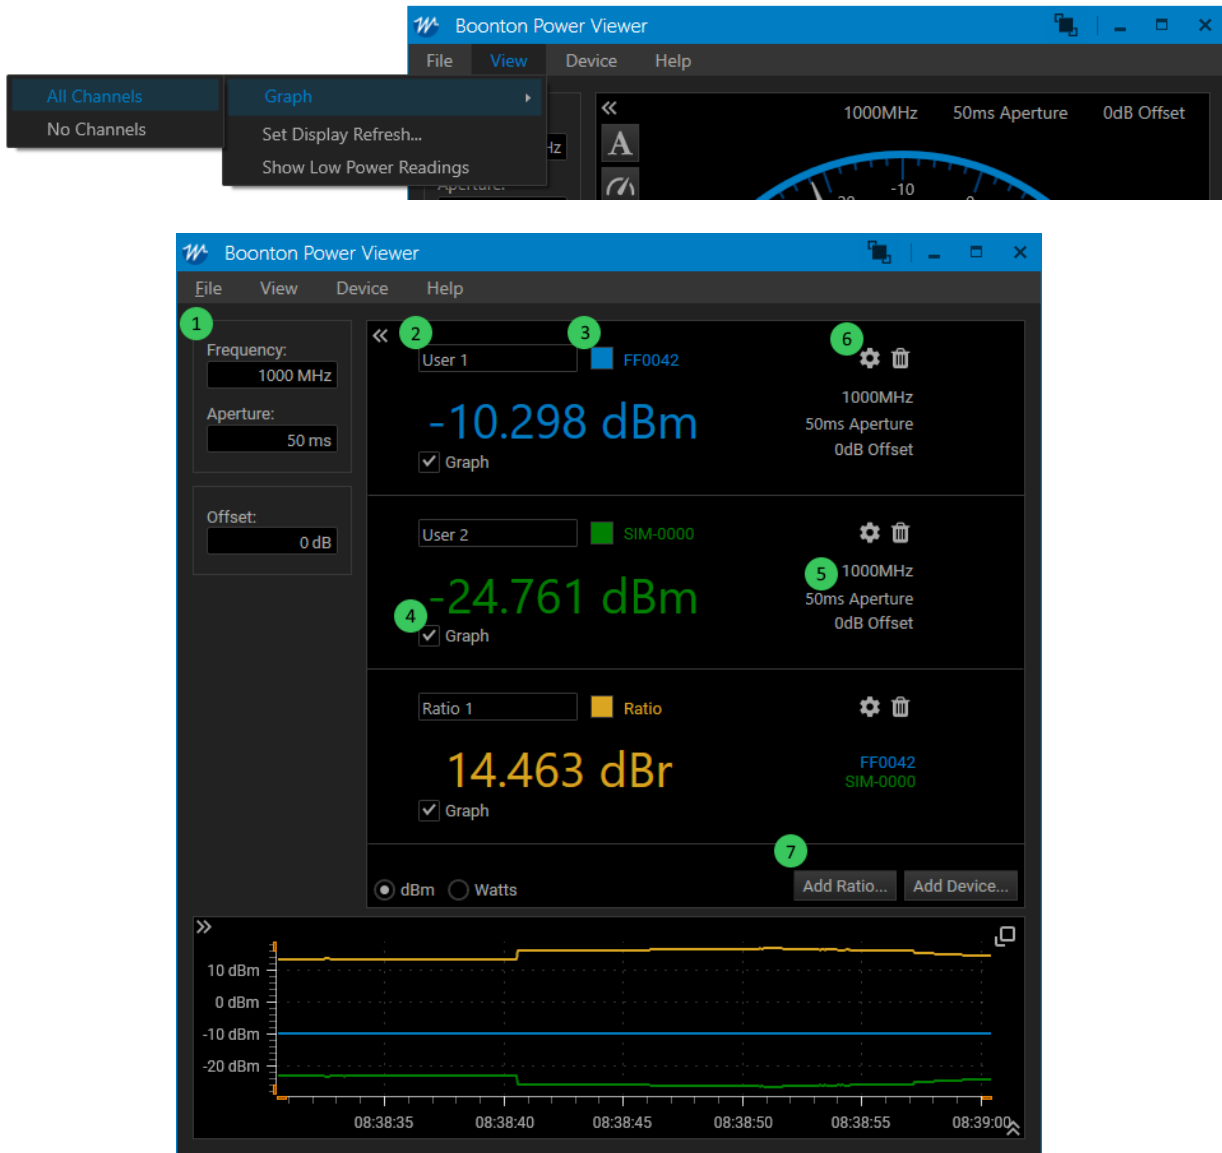 Boonton Power Viewer
File View Device Help
All Channels
No Channels
Graph
Set Display Refresh...
Show Low Power Readings
Hz
Aperture:
1000MHz 50ms Aperture 0dB Offset
A
-20 -10 0
Boonton Power Viewer
File View Device Help
1
Frequency:
1000 MHz
Aperture:
50 ms
Offset:
0 dB
2 3 6
User 1 FF0042
-10.298 dBm
Graph
1000MHz
50ms Aperture
0dB Offset
User 2 SIM-0000
-24.761 dBm
4
Graph
5
1000MHz
50ms Aperture
0dB Offset
Ratio 1 Ratio
14.463 dBr
Graph
FF0042
SIM-0000
7
dBm Watts Add Ratio... Add Device...
10 dBm
0 dBm
-10 dBm
-20 dBm
08:38:35 08:38:40 08:38:45 08:38:50 08:38:55 08:39:00